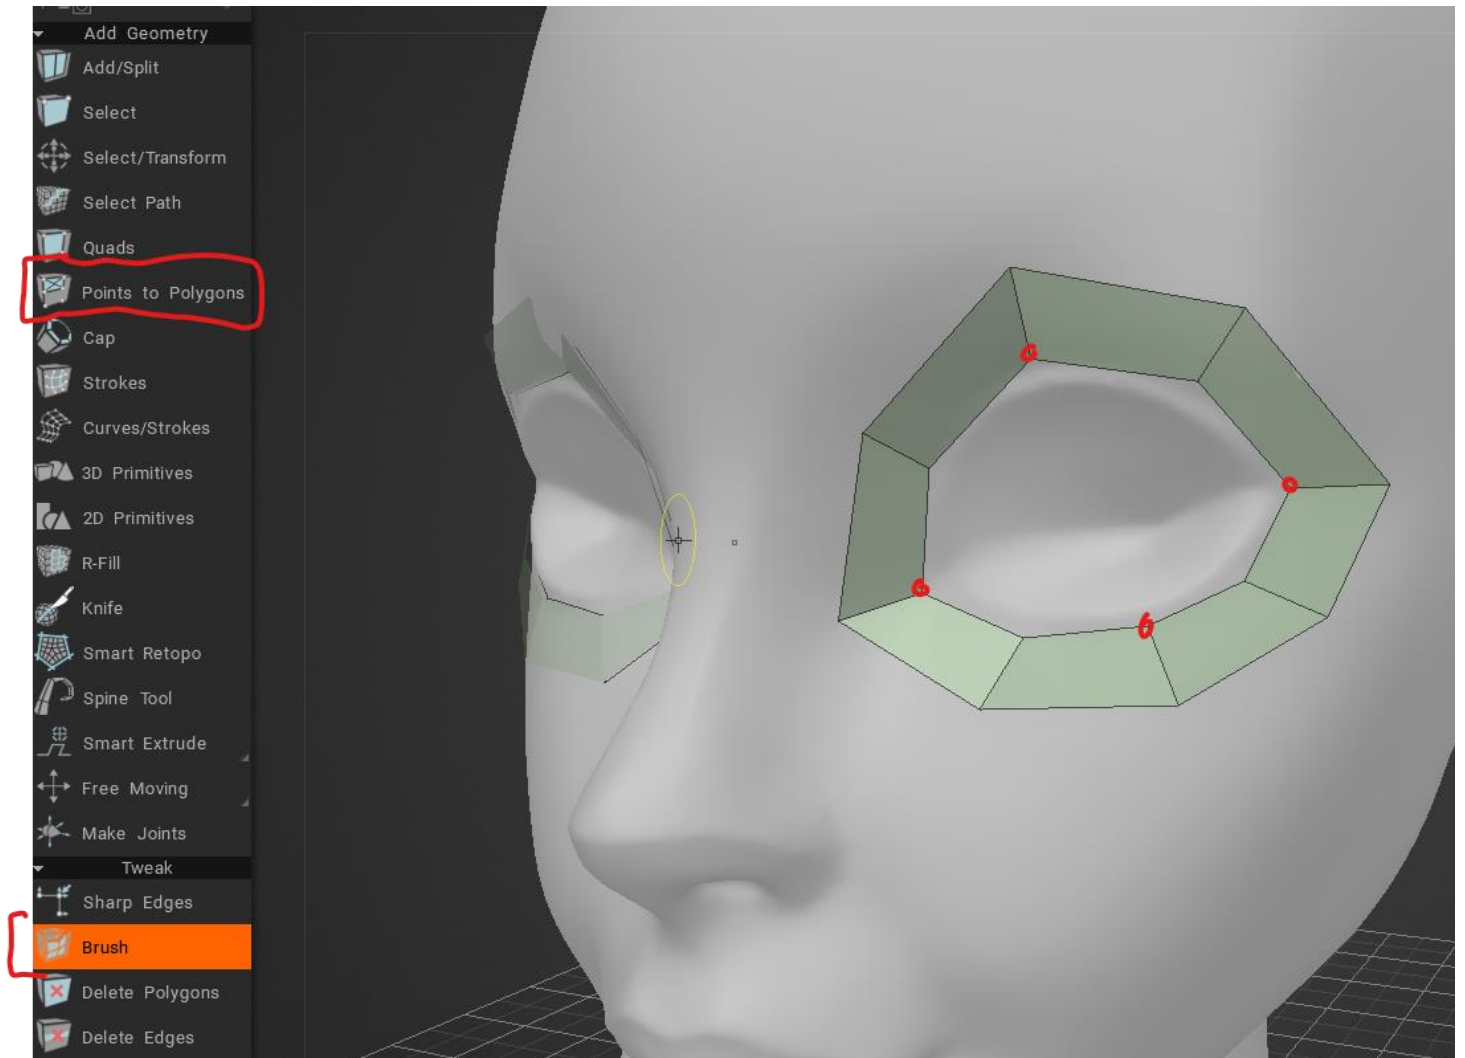 Add Geometry
Add/Split
Select
Select/Transform
Select Path
Quads
Points to Polygons
Cap
Strokes
Curves/Strokes
3D Primitives
2D Primitives
R-Fill
Knife
Smart Retopo
Spine Tool
Smart Extrude
Free Moving
Make Joints
Tweak
Sharp Edges
Brush
Delete Polygons
Delete Edges